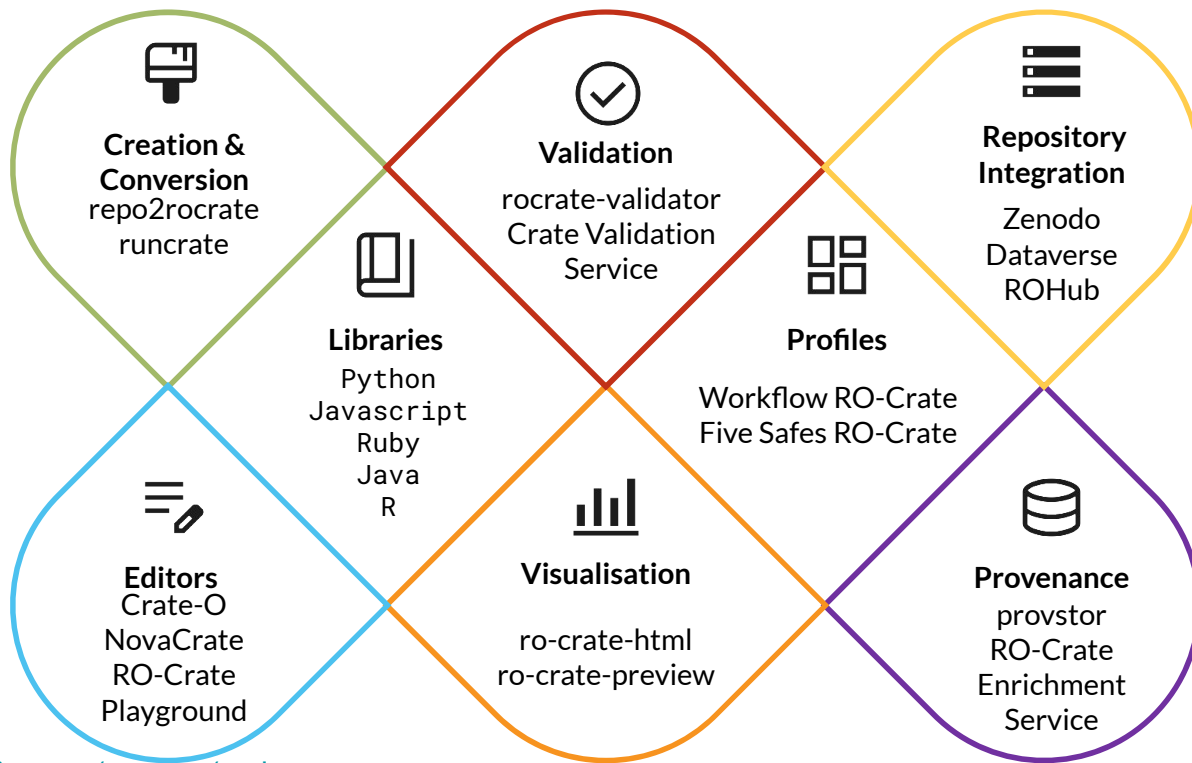 Creation &
Conversion
repo2rocrate
runcrate
Validation
rocrate-validator
Crate Validation
Service
Repository
Integration
Zenodo
Dataverse
ROHub
Libraries
Python
Javascript
Ruby
Java
R
Profiles
Workflow RO-Crate
Five Safes RO-Crate
Editors
Crate-O
NovaCrate
RO-Crate
Playground
Visualisation
ro-crate-html
ro-crate-preview
Provenance
provstor
RO-Crate
Enrichment
Service